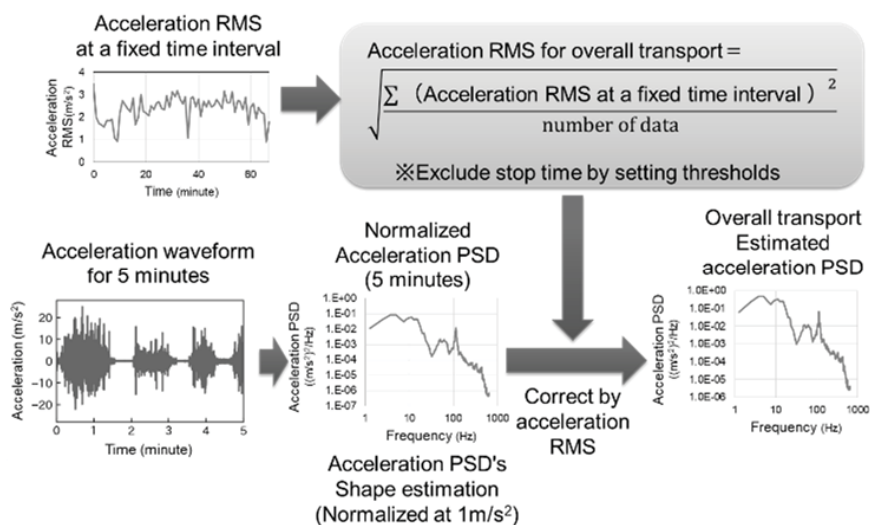 Acceleration RMS
at a fixed time interval
Acceleration
RMS(m/s²)
4
3
2
1
0
0
20
40
60
Time (minute)
Acceleration RMS for overall transport =
√
Σ (Acceleration RMS at a fixed time interval ) ²
number of data
※Exclude stop time by setting thresholds
Acceleration waveform
for 5 minutes
Acceleration (m/s²)
20
10
0
−10
−20
0
1
2
3
4
5
Time (minute)
Normalized
Acceleration PSD
(5 minutes)
Acceleration PSD
((m/s²)²/Hz)
1.E+00
1.E-01
1.E-02
1.E-03
1.E-04
1.E-05
1.E-06
1.E-07
1
10
100
1000
Frequency (Hz)
Acceleration PSD's
Shape estimation
(Normalized at 1m/s²)
Correct by
acceleration
RMS
Overall transport
Estimated
acceleration PSD
Acceleration PSD
((m/s²)²/Hz)
1.E+00
1.E-01
1.E-02
1.E-03
1.E-04
1.E-05
1.E-06
1
10
100
1000
Frequency (Hz)